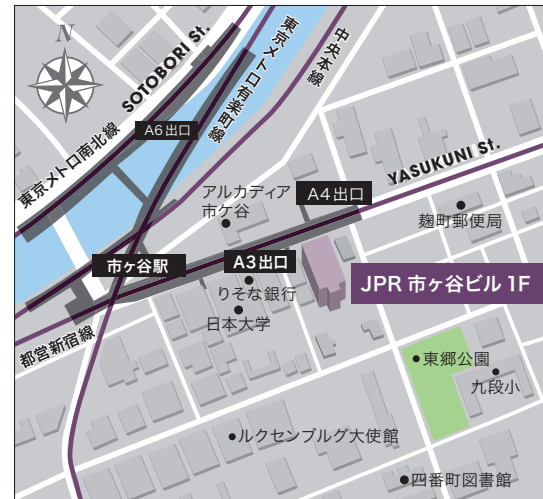 N
SOTOBORI St.
東京メトロ南北線
東京メトロ有楽町線
中央本線
A6出口
YASUKUNI St.
アルカディア
市ケ谷
A4出口
麹町郵便局
市ヶ谷駅
A3出口
りそな銀行
日本大学
JPR 市ヶ谷ビル 1F
都営新宿線
東郷公園
九段小
ルクセンブルグ大使館
四番町図書館